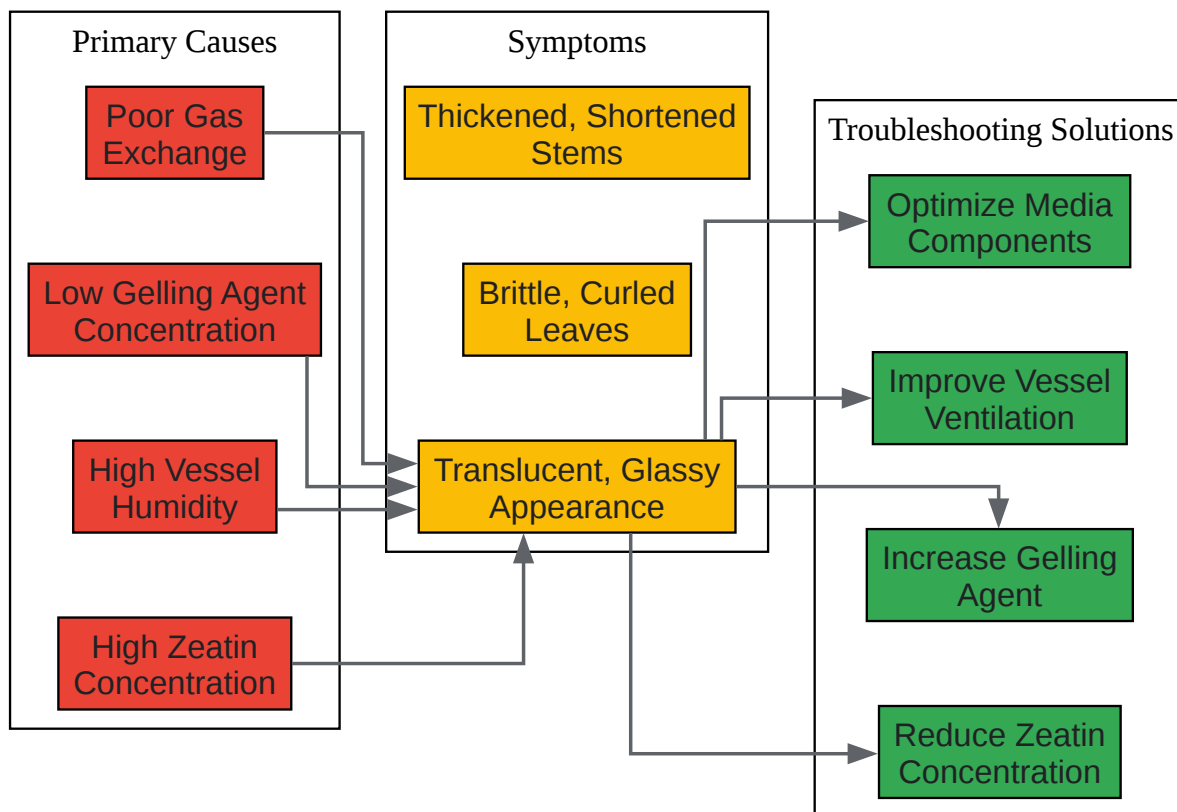 Primary Causes
Poor Gas
Exchange
Low Gelling Agent
Concentration
High Vessel
Humidity
High Zeatin
Concentration
Symptoms
Thickened, Shortened
Stems
Brittle, Curled
Leaves
Translucent, Glassy
Appearance
Troubleshooting Solutions
Optimize Media
Components
Improve Vessel
Ventilation
Increase Gelling
Agent
Reduce Zeatin
Concentration